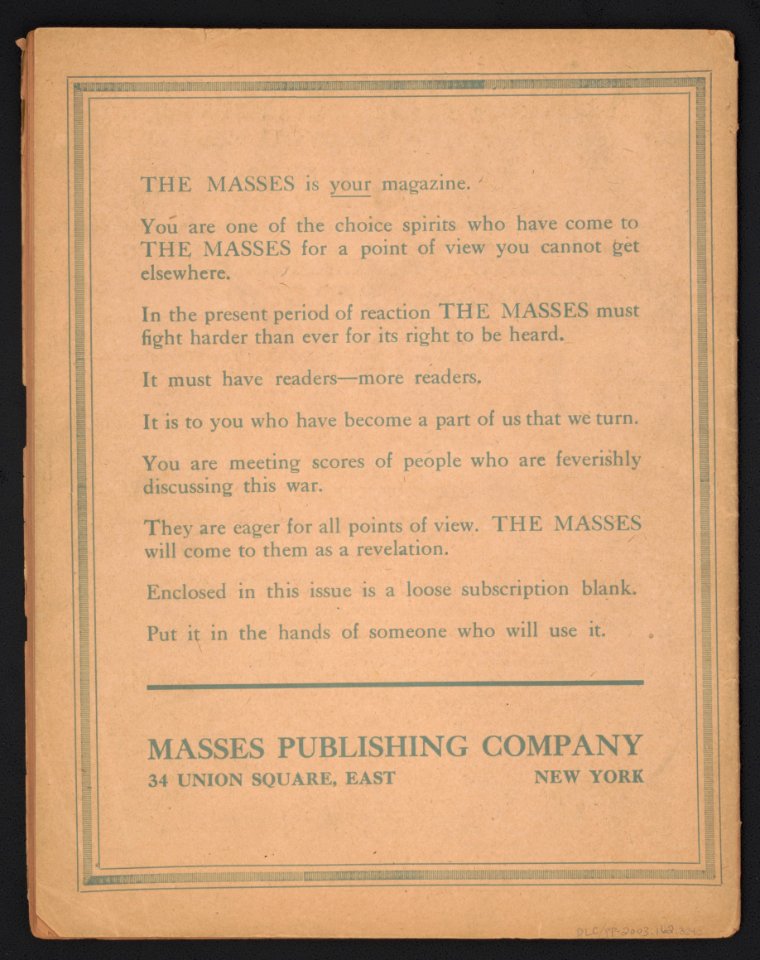 THE MASSES is your magazine.
You are one of the choice spirits who have come to
THE MASSES for a point of view you cannot get
elsewhere.
In the present period of reaction THE MASSES must
fight harder than ever for its right to be heard.
It must have readers—more readers.
It is to you who have become a part of us that we turn.
You are meeting scores of people who are feverishly
discussing this war.
They are eager for all points of view. THE MASSES
will come to them as a revelation.
Enclosed in this issue is a loose subscription blank.
Put it in the hands of someone who will use it.
MASSES PUBLISHING COMPANY
34 UNION SQUARE, EAST NEW YORK